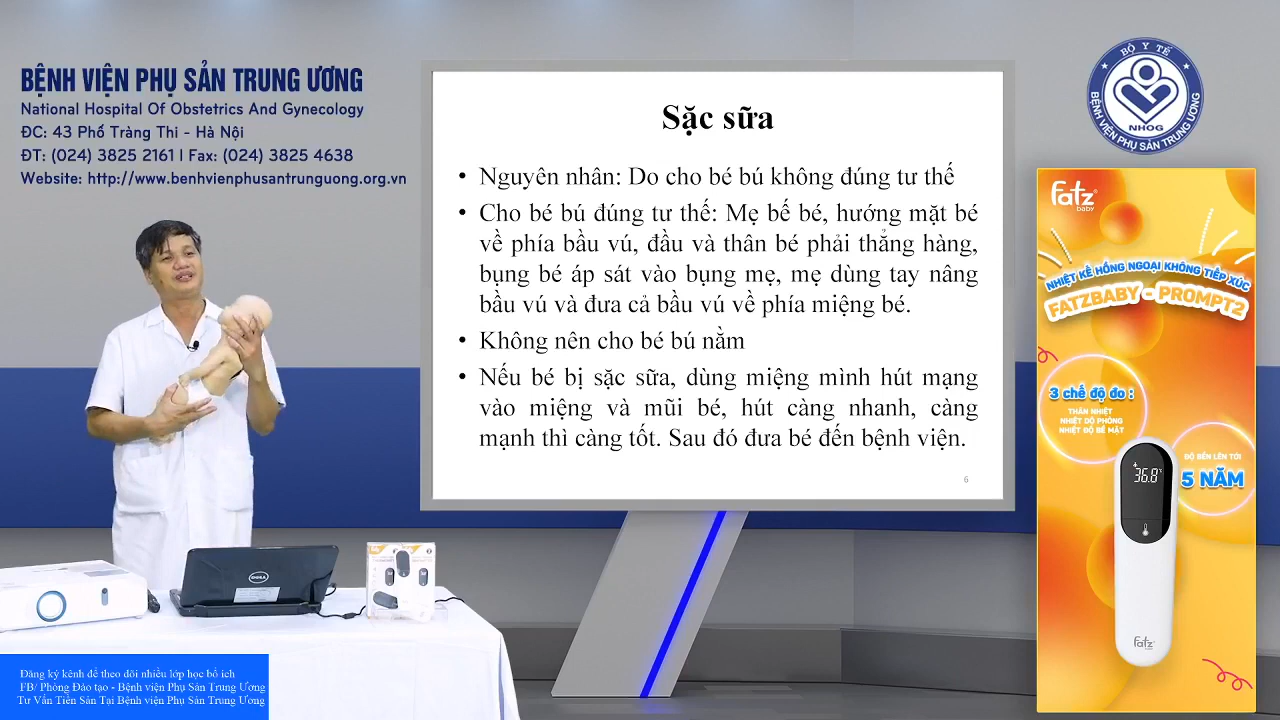 BỆNH VIỆN PHỤ SẢN TRUNG ƯƠNG
National Hospital Of Obstetrics And Gynecology
ĐC: 43 Phố Tràng Thi - Hà Nội
ĐT: (024) 3825 2161 | Fax: (024) 3825 4638
Website: http://www.benhvienphusantrunguong.org.vn
Sặc sữa
• Nguyên nhân: Do cho bé bú không đúng tư thế
• Cho bé bú đúng tư thế: Mẹ bế bé, hướng mặt bé
về phía bầu vú, đầu và thân bé phải thẳng hàng,
bụng bé áp sát vào bụng mẹ, mẹ dùng tay nâng
bầu vú và đưa cả bầu vú về phía miệng bé.
• Không nên cho bé bú nằm
• Nếu bé bị sặc sữa, dùng miệng mình hút mạng
vào miệng và mũi bé, hút càng nhanh, càng
mạnh thì càng tốt. Sau đó đưa bé đến bệnh viện.
6
BỘ Y TẾ
NHOG
BỆNH VIỆN PHỤ SẢN TRUNG ƯƠNG
Fatz
baby
NHIỆT KẾ HỒNG NGOẠI KHÔNG TIẾP XÚC
FATZBABY - PROMPT2
3 chế độ đo :
THÂN NHIỆT
NHIỆT ĐỘ PHÒNG
NHIỆT ĐỘ BỀ MẶT
ĐỘ BỀN LÊN TỚI
5 NĂM
36.8
Fatz
DELL
Đăng ký kênh để theo dõi nhiều lớp học bổ ích
FB/ Phòng Đào tạo - Bệnh viện Phụ Sản Trung Ương
Tư Vấn Tiền Sản Tại Bệnh viện Phụ Sản Trung Ương